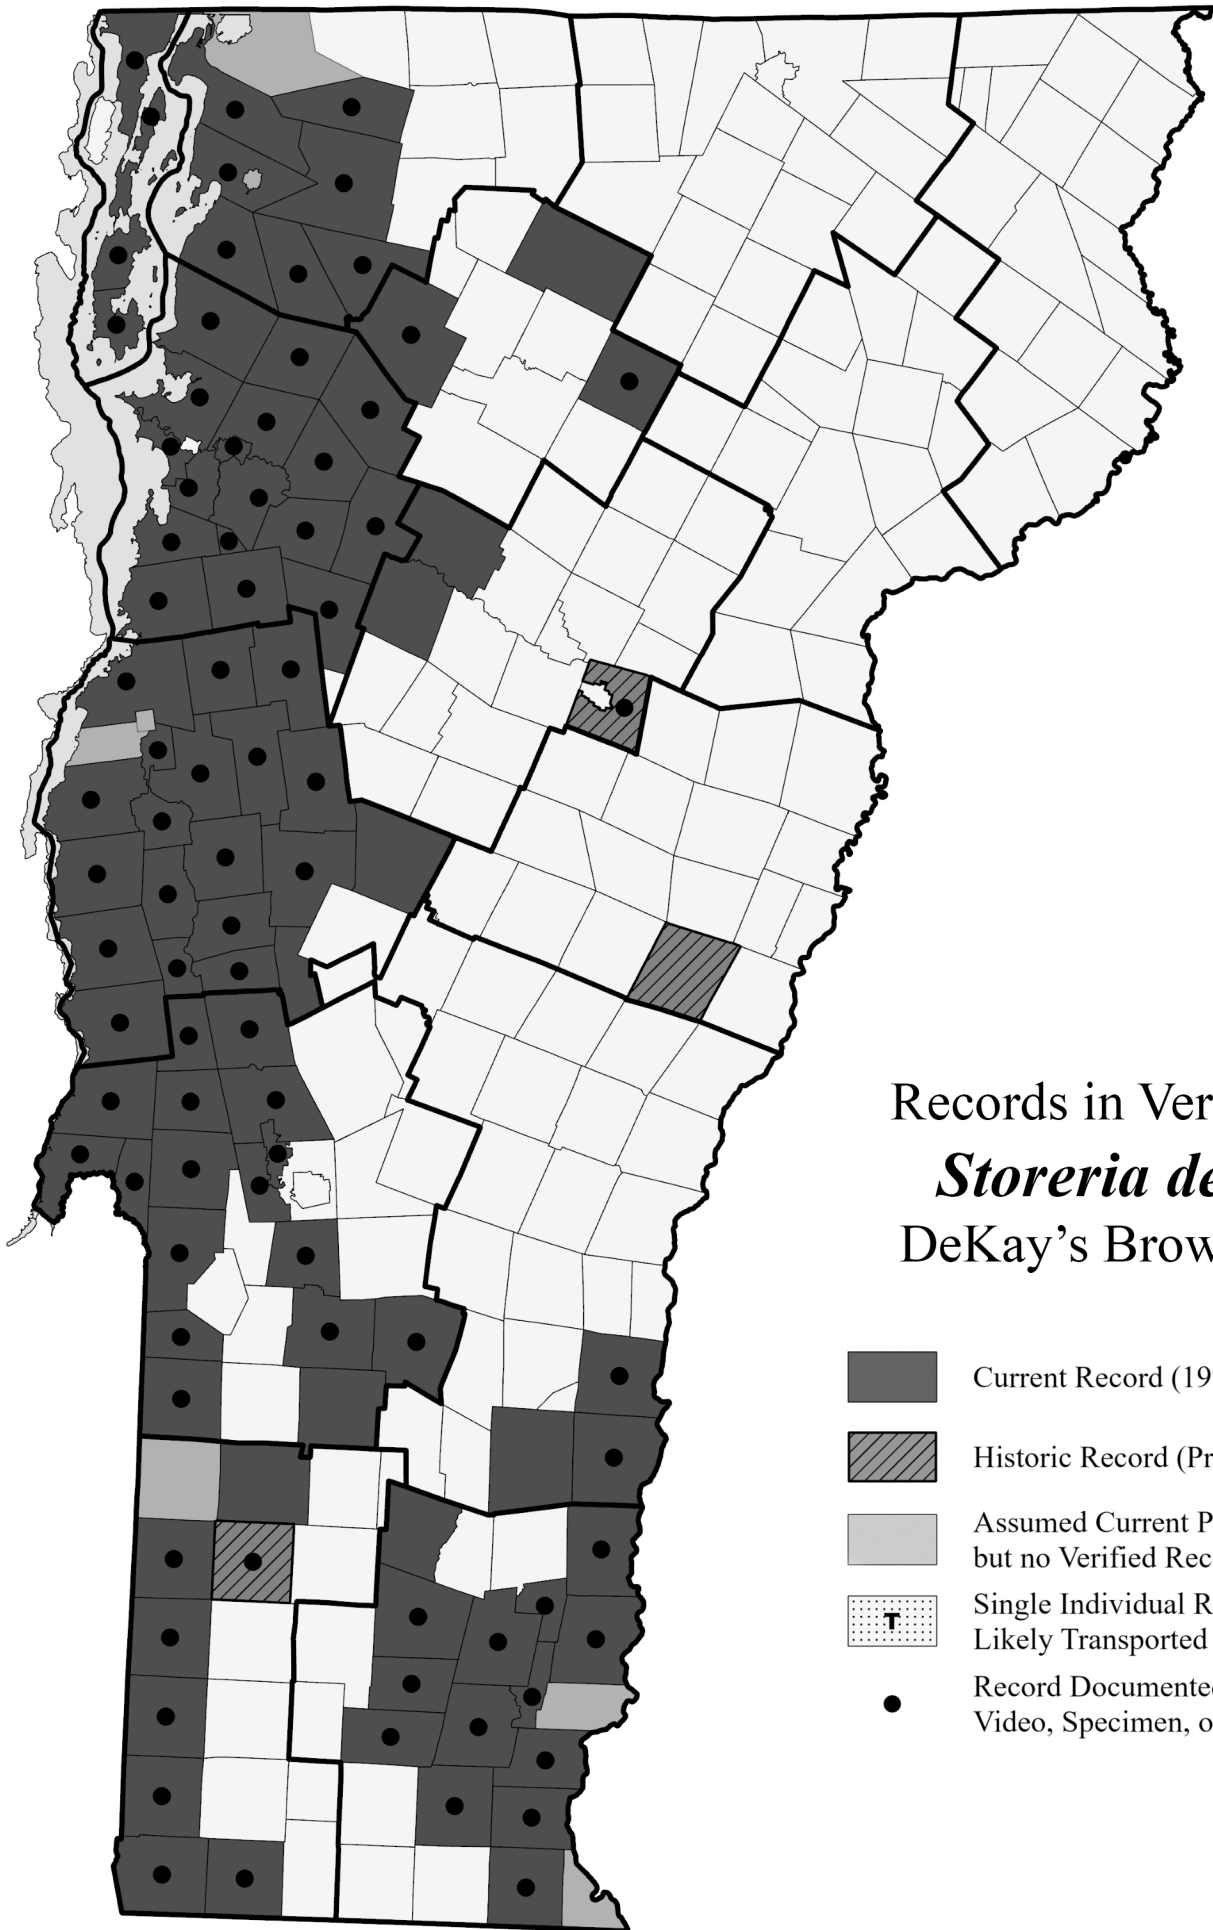 Records in Ver
Storeria de
DeKay’s Brow
Current Record (19
Historic Record (Pr
Assumed Current P
but no Verified Rec
T
Single Individual R
Likely Transported
Record Documente
Video, Specimen, o